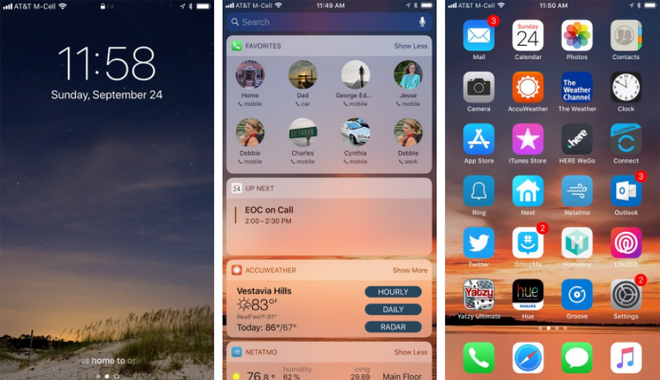 AT&T M-Cell
11:58
Sunday, September 24
home to
AT&T M-Cell 11:49 AM
Search
FAVORITES Show Less
Home Dad George Ed... Jesse
mobile car mobile mobile
Debbie Charles Cynthia Debbie
mobile mobile mobile work
24 UP NEXT
EOC on Call
2:00 – 2:30 PM
ACCUWEATHER Show More
Vestavia Hills
83°F
RealFeel® 91°
Today: 86°/67°
HOURLY
DAILY
RADAR
NETATMO Show Less
76.8 °
humidity
62 %
inHg
29.89
Main Floor
AT&T M-Cell 11:50 AM
3
Sunday
24
The
Weather
Channel
Mail Calendar Photos Contacts
Camera AccuWeather The Weather Clock
here
App Store iTunes Store HERE WeGo Connect
3
Ring Nest Netatmo Outlook
2
Twitter GroupMe Life360
Yatzy
hue
PHILIPS
2
Yatzy Ultimate Hue Groove Settings